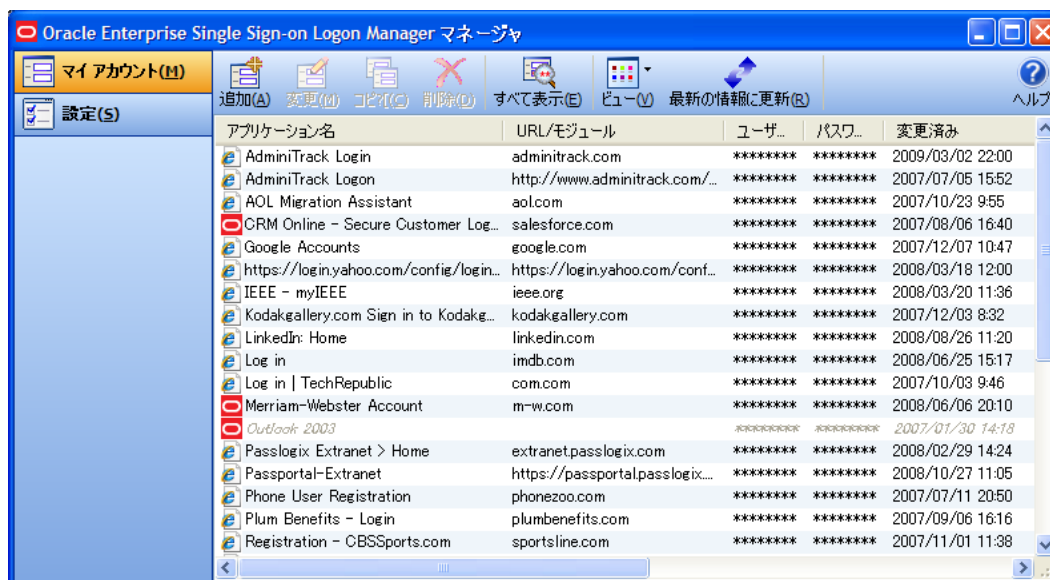 Oracle Enterprise Single Sign-on Logon Manager マネージャ
マイ アカウント(M)
設定(S)
追加(A) 変更(M) コピー(C) 削除(D) すべて表示(E) ビュー(V) 最新の情報に更新(R) ヘルプ
アプリケーション名 URL/モジュール ユーザ... パスワ... 変更済み
AdminiTrack Login adminitrack.com ******** ******** 2009/03/02 22:00
AdminiTrack Logon http://www.adminitrack.com/... ******** ******** 2007/07/05 15:52
AOL Migration Assistant aol.com ******** ******** 2007/10/23 9:55
CRM Online - Secure Customer Log... salesforce.com ******** ******** 2007/08/06 16:40
Google Accounts google.com ******** ******** 2007/12/07 10:47
https://login.yahoo.com/config/login... https://login.yahoo.com/conf... ******** ******** 2008/03/18 12:00
IEEE - myIEEE ieee.org ******** ******** 2008/03/20 11:36
Kodakgallery.com Sign in to Kodakg... kodakgallery.com ******** ******** 2007/12/03 8:32
LinkedIn: Home linkedin.com ******** ******** 2008/08/26 11:20
Log in imdb.com ******** ******** 2008/06/25 15:17
Log in | TechRepublic com.com ******** ******** 2007/10/03 9:46
Merriam-Webster Account m-w.com ******** ******** 2008/06/06 20:10
Outlook 2003 ******** ******** 2007/01/30 14:18
Passlogix Extranet > Home extranet.passlogix.com ******** ******** 2008/02/29 14:24
Passportal-Extranet https://passportal.passlogix.... ******** ******** 2008/10/27 11:05
Phone User Registration phonezoo.com ******** ******** 2007/07/11 20:50
Plum Benefits - Login plumbenefits.com ******** ******** 2007/09/06 16:16
Registration - CBSSports.com sportsline.com ******** ******** 2007/11/01 11:38